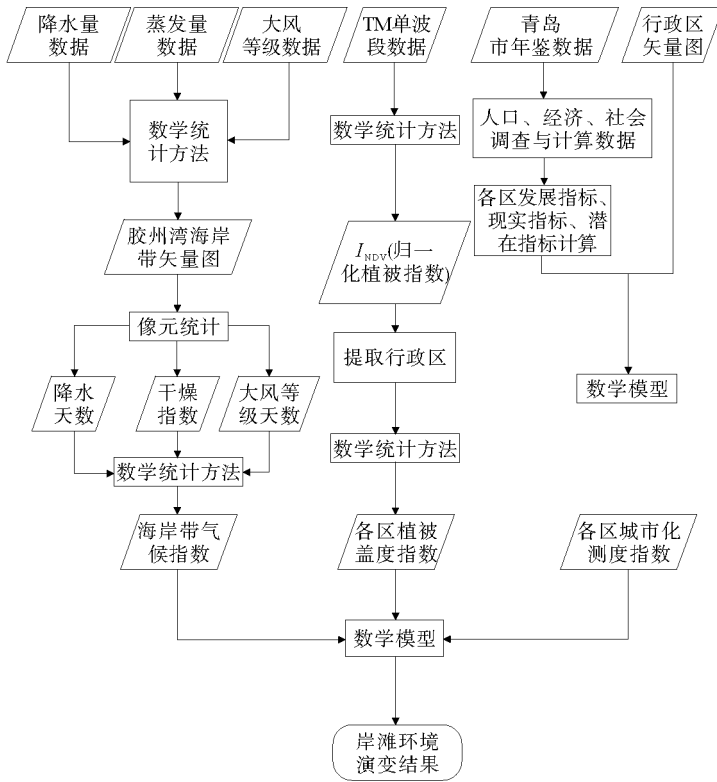 降水量
数据
蒸发量
数据
大风
等级数据
TM单波
段数据
青岛
市年鉴数据
行政区
矢量图
数学统
计方法
数学统计方法
人口、经济、社会
调查与计算数据
各区发展指标、
现实指标、潜
在指标计算
胶州湾海岸
带矢量图
INDV(归一
化植被指数)
像元统计
提取行政区
数学模型
降水
天数
干燥
指数
大风等
级天数
数学统计方法
数学统计方法
海岸带气
候指数
各区植被
盖度指数
各区城市化
测度指数
数学模型
岸滩环境
演变结果